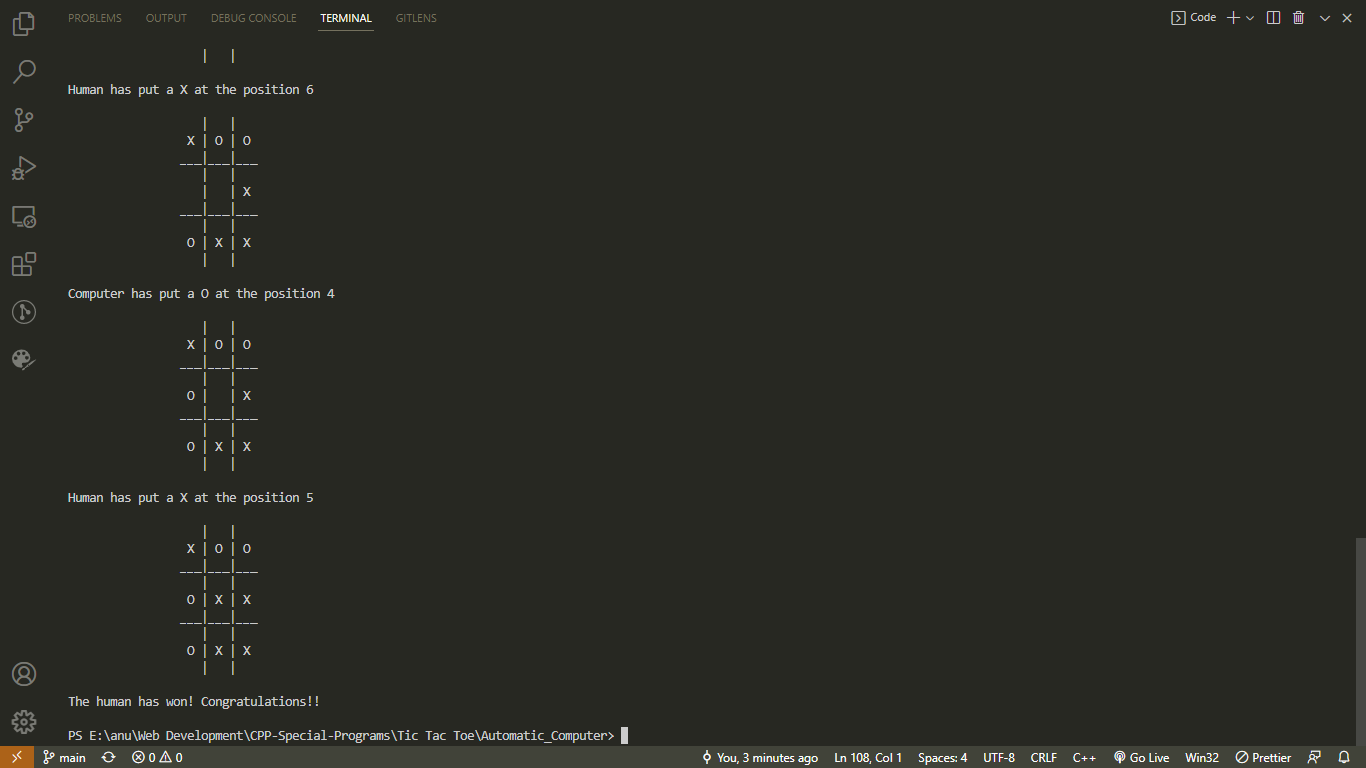 PROBLEMS OUTPUT DEBUG CONSOLE TERMINAL GITLENS Code
| |
Human has put a X at the position 6
| |
X | O | O
___|___|___
| |
| | X
___|___|___
| |
O | X | X
| |
Computer has put a O at the position 4
| |
X | O | O
___|___|___
| |
O | | X
___|___|___
| |
O | X | X
| |
Human has put a X at the position 5
| |
X | O | O
___|___|___
| |
O | X | X
___|___|___
| |
O | X | X
| |
The human has won! Congratulations!!
PS E:\anu\Web Development\CPP-Special-Programs\Tic Tac Toe\Automatic_Computer>
main 0 0 You, 3 minutes ago Ln 108, Col 1 Spaces: 4 UTF-8 CRLF C++ Go Live Win32 Prettier